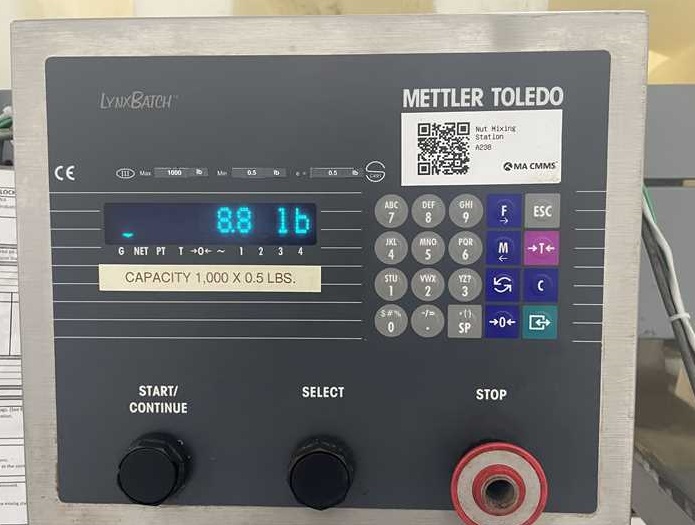 LYNXBATCH™
METTLER TOLEDO
Nut Mixing
Station
A238
MA CMMS
CE
III Max 1000 lb Min 0.5 lb e = 0.5 lb
8.8 lb
G NET PT T →0← ~ 1 2 3 4
CAPACITY 1,000 X 0.5 LBS.
ABC DEF GHI
7 8 9 F → ESC
JKL MNO PQR
4 5 6 M ← →T←
STU VWX YZ?
1 2 3 C
$#% -/=
0 . SP →0←
START/
CONTINUE
SELECT
STOP